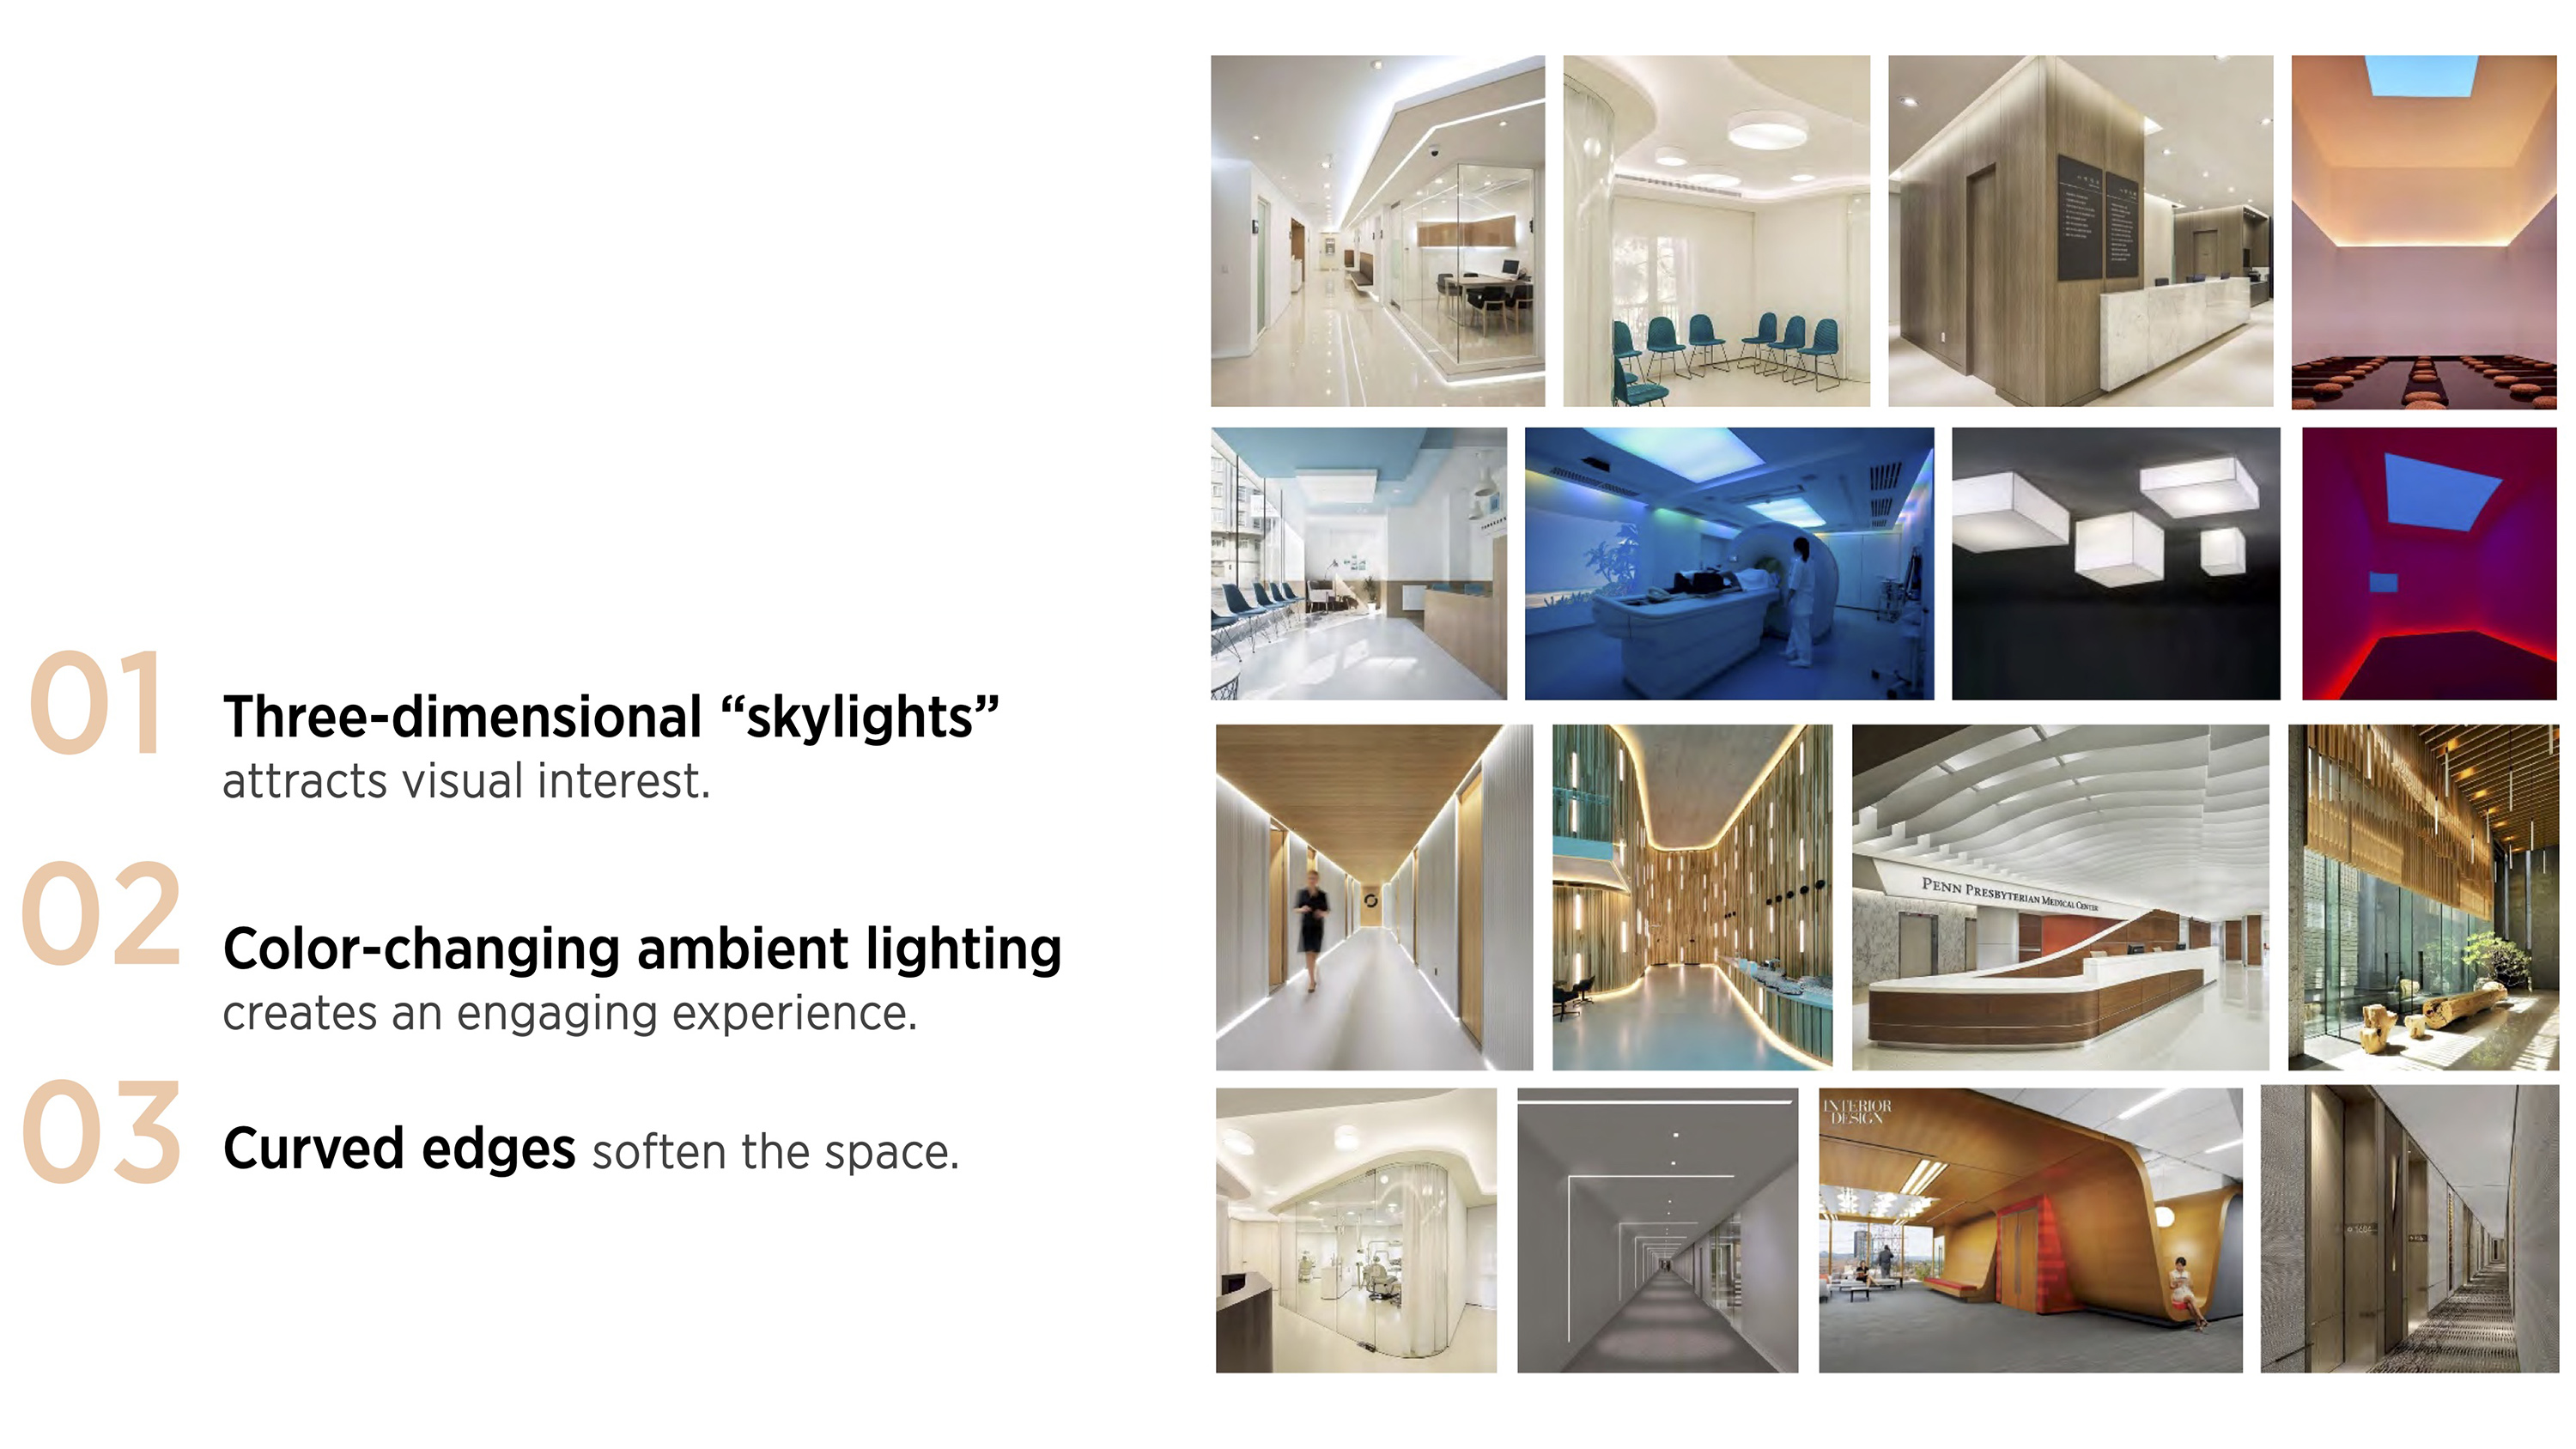 01
Three-dimensional “skylights”
attracts visual interest.
02
Color-changing ambient lighting
creates an engaging experience.
03
Curved edges soften the space.
PENN PRESBYTERIAN MEDICAL CENTER
INTERIOR
DESIGN